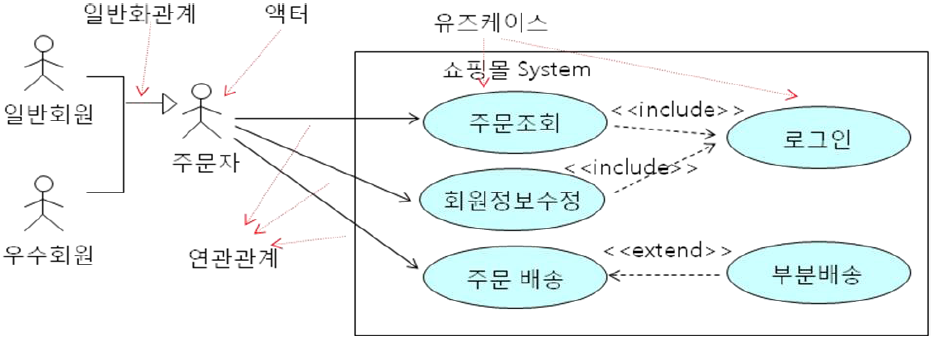 일반화관계
액터
유즈케이스
쇼핑몰 System
일반회원
주문자
우수회원
연관관계
주문조회
<<include>>
로그인
<<include>>
회원정보수정
주문 배송
<<extend>>
부분배송